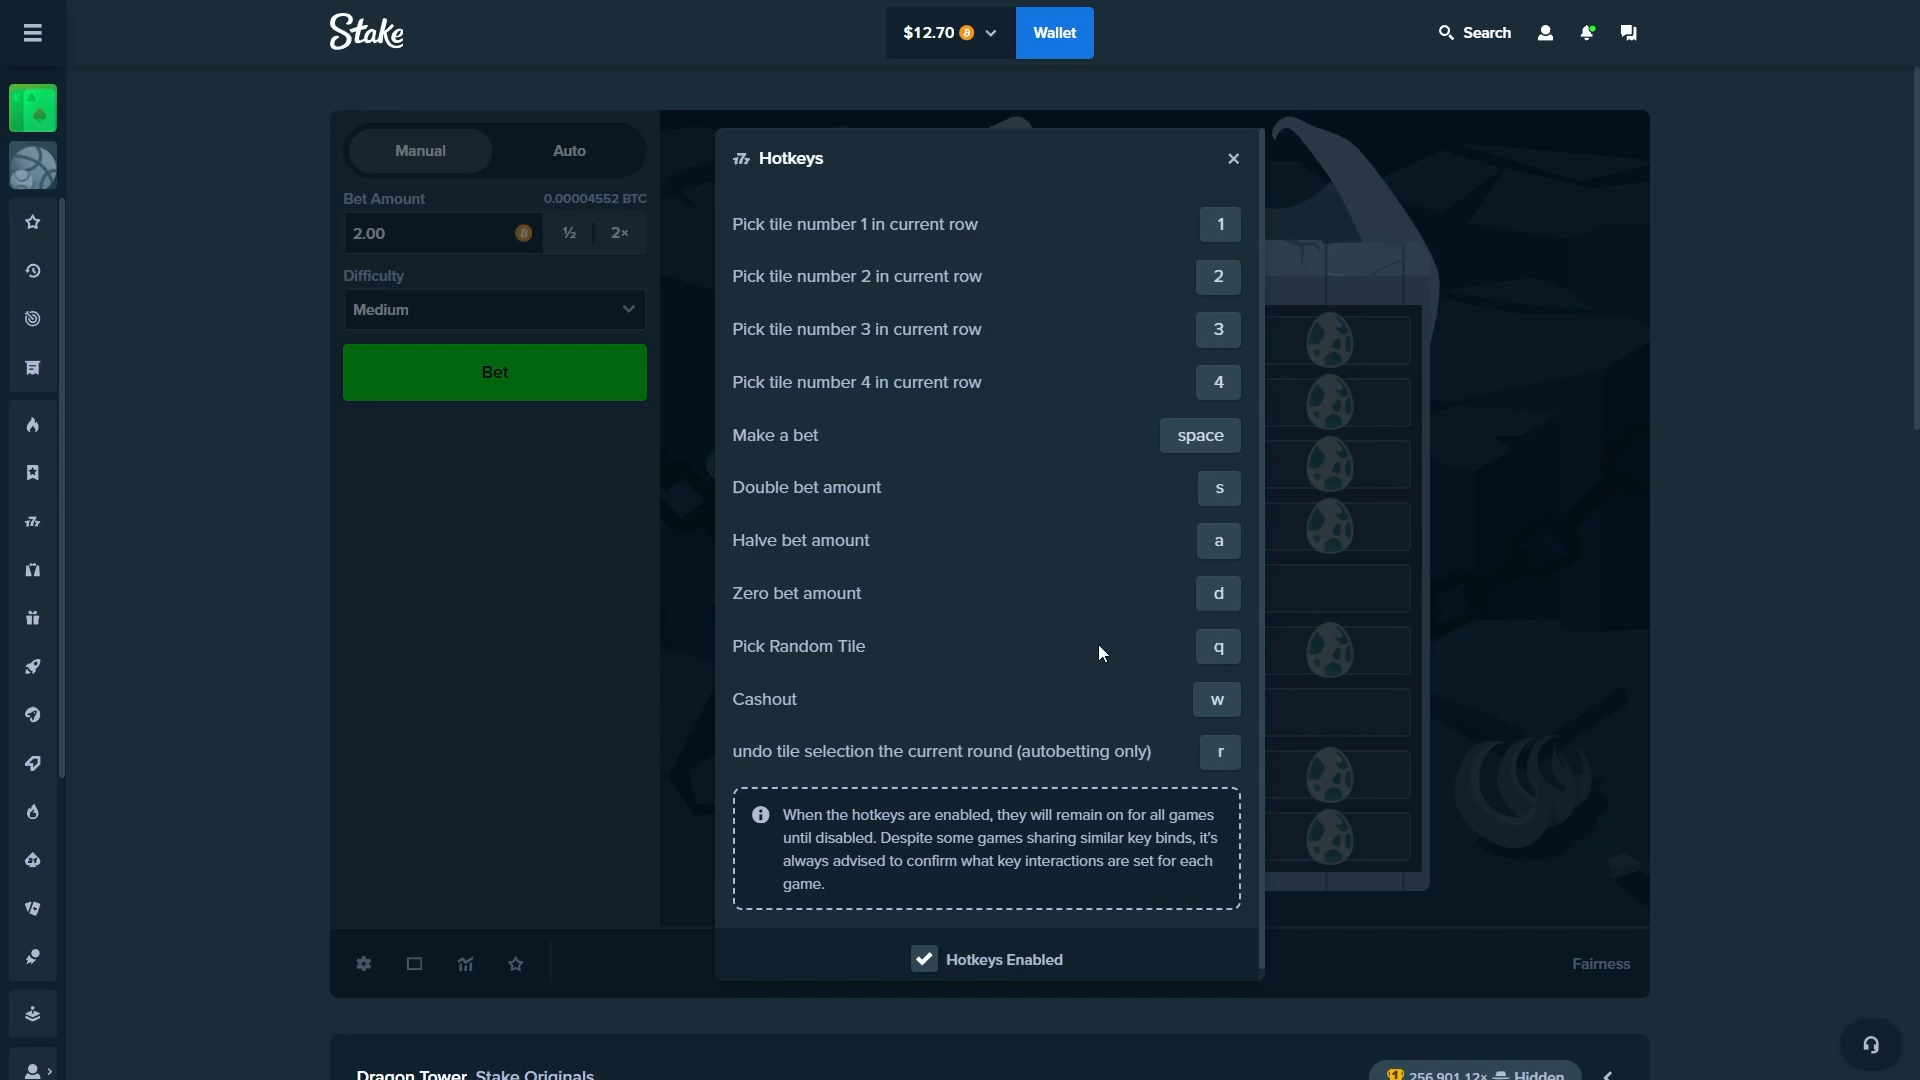 Stake
$12.70
Wallet
Search
Manual
Auto
Bet Amount
0.00004552 BTC
2.00
½
2×
Difficulty
Medium
Bet
Hotkeys
Pick tile number 1 in current row
1
Pick tile number 2 in current row
2
Pick tile number 3 in current row
3
Pick tile number 4 in current row
4
Make a bet
space
Double bet amount
s
Halve bet amount
a
Zero bet amount
d
Pick Random Tile
q
Cashout
w
undo tile selection the current round (autobetting only)
r
When the hotkeys are enabled, they will remain on for all games
until disabled. Despite some games sharing similar key binds, it's
always advised to confirm what key interactions are set for each
game.
Hotkeys Enabled
Fairness
Dragon Tower Stake Originals
256,901.12× Hidden